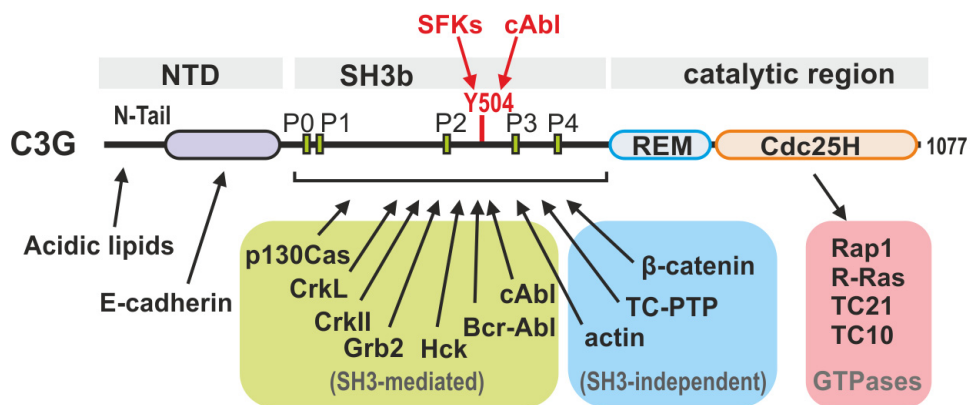 SFKs cAbl
NTD SH3b catalytic region
Y504
N-Tail P0 P1 P2 P3 P4
C3G REM Cdc25H 1077
Acidic lipids
E-cadherin
p130Cas
CrkL
CrkII
Grb2
Hck
Bcr-Abl
cAbl
(SH3-mediated)
β-catenin
TC-PTP
actin
(SH3-independent)
Rap1
R-Ras
TC21
TC10
GTPases